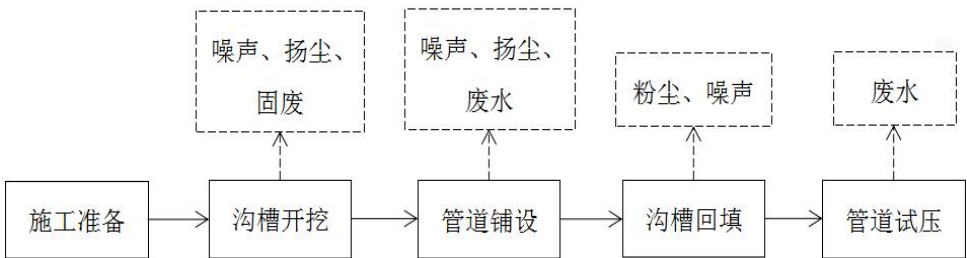 噪声、扬尘、
固废
噪声、扬尘、
废水
粉尘、噪声
废水
施工准备
沟槽开挖
管道铺设
沟槽回填
管道试压